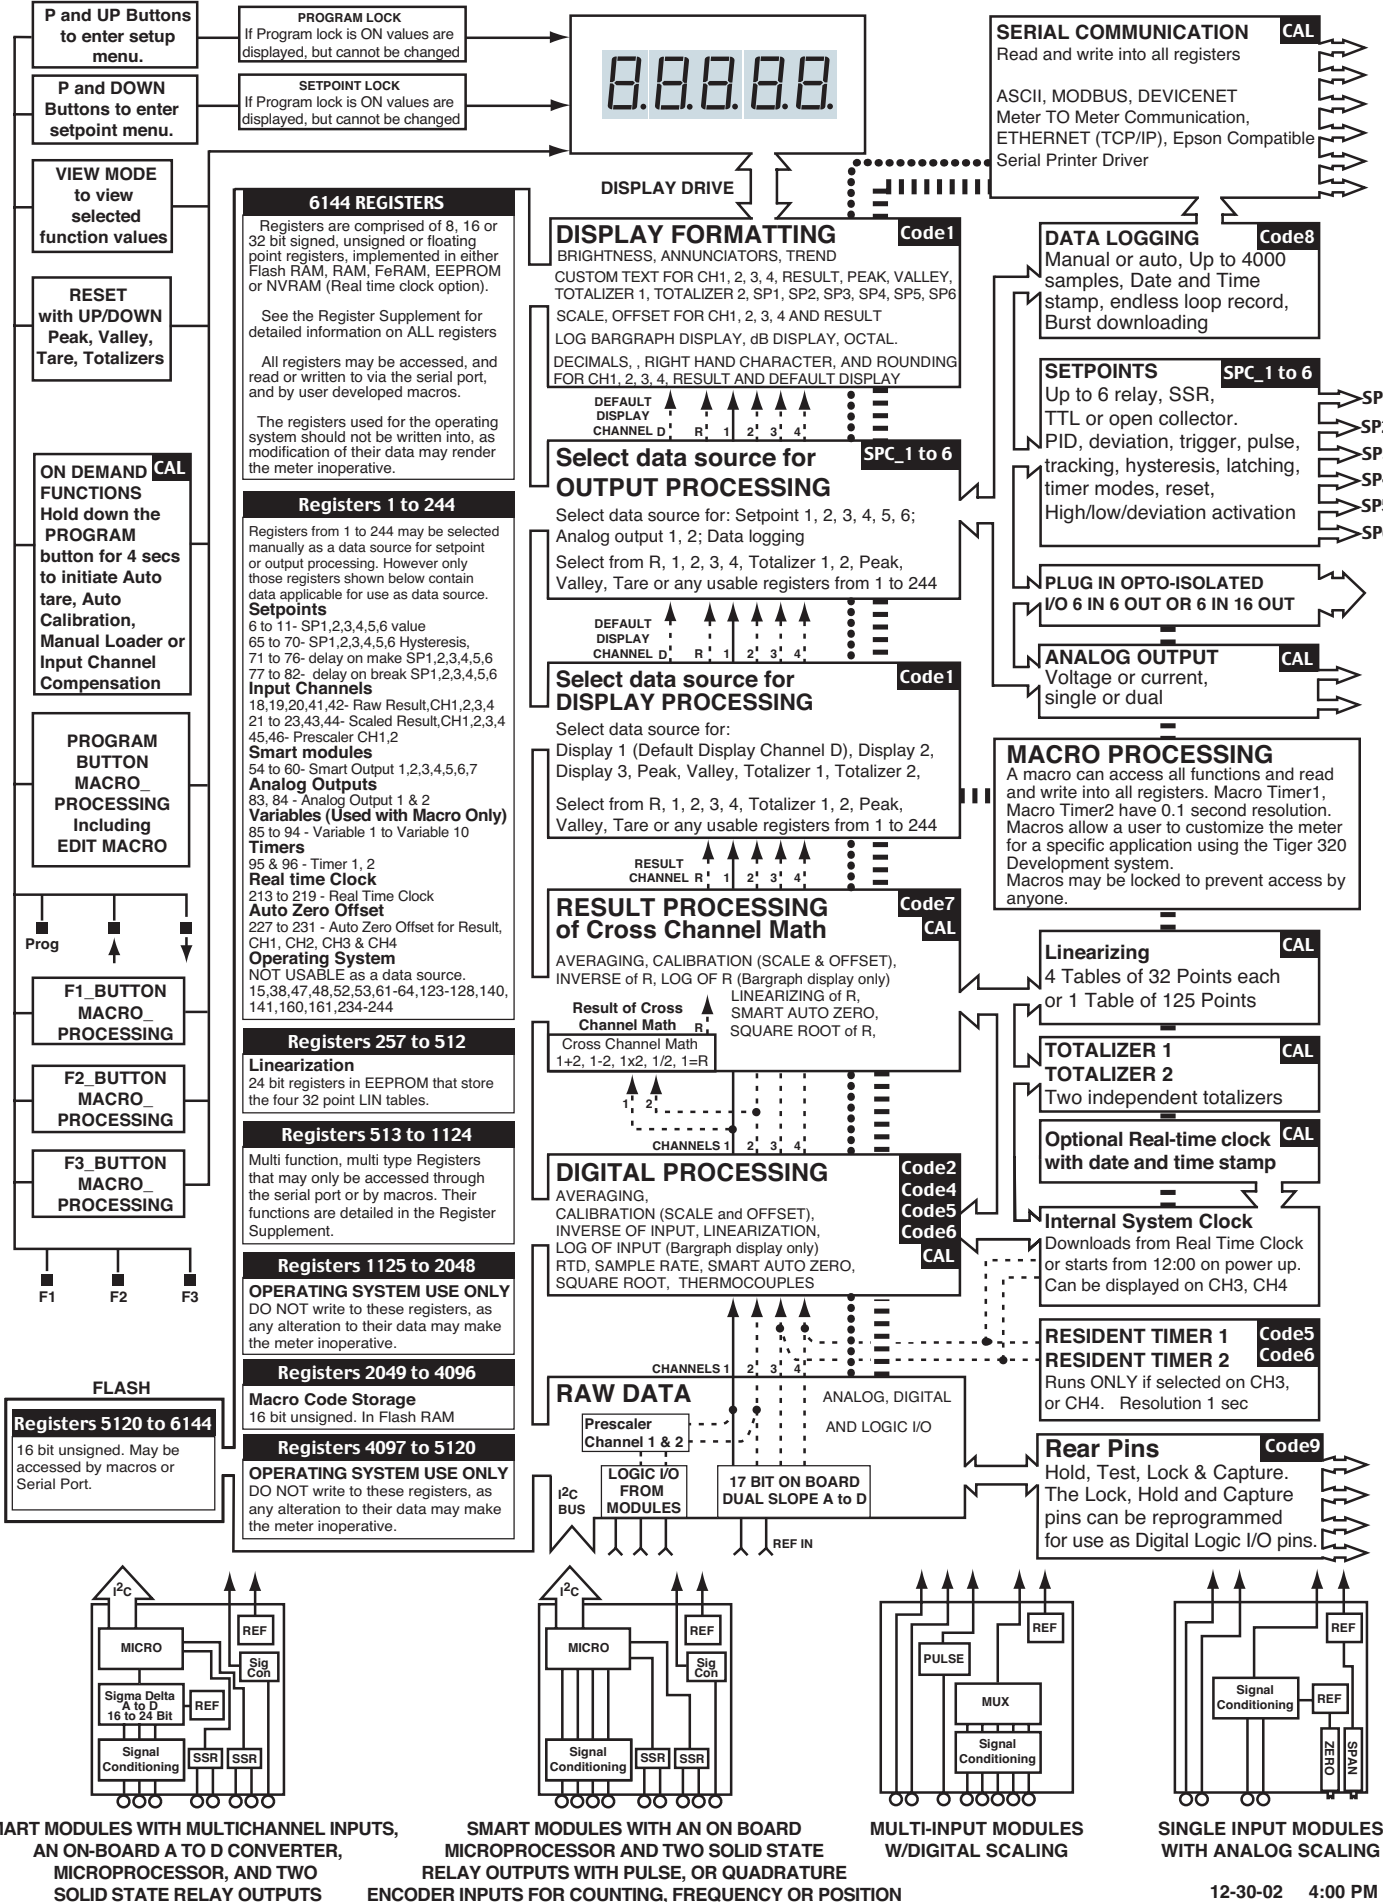 P and UP Buttons
to enter setup
menu.
PROGRAM LOCK
If Program lock is ON values are
displayed, but cannot be changed
P and DOWN
Buttons to enter
setpoint menu.
SETPOINT LOCK
If Program lock is ON values are
displayed, but cannot be changed
VIEW MODE
to view
selected
function values
RESET
with UP/DOWN
Peak, Valley,
Tare, Totalizers
ON DEMAND CAL
FUNCTIONS
Hold down the
PROGRAM
button for 4 secs
to initiate Auto
tare, Auto
Calibration,
Manual Loader or
Input Channel
Compensation
PROGRAM
BUTTON
MACRO_
PROCESSING
Including
EDIT MACRO
Prog
F1_BUTTON
MACRO_
PROCESSING
F2_BUTTON
MACRO_
PROCESSING
F3_BUTTON
MACRO_
PROCESSING
F1 F2 F3
FLASH
Registers 5120 to 6144
16 bit unsigned. May be
accessed by macros or
Serial Port.
6144 REGISTERS
Registers are comprised of 8, 16 or
32 bit signed, unsigned or floating
point registers, implemented in either
Flash RAM, RAM, FeRAM, EEPROM
or NVRAM (Real time clock option).
See the Register Supplement for
detailed information on ALL registers
All registers may be accessed, and
read or written to via the serial port,
and by user developed macros.
The registers used for the operating
system should not be written into, as
modification of their data may render
the meter inoperative.
Registers 1 to 244
Registers from 1 to 244 may be selected
manually as a data source for setpoint
or output processing. However only
those registers shown below contain
data applicable for use as data source.
Setpoints
6 to 11- SP1,2,3,4,5,6 value
65 to 70- SP1,2,3,4,5,6 Hysteresis,
71 to 76- delay on make SP1,2,3,4,5,6
77 to 82- delay on break SP1,2,3,4,5,6
Input Channels
18,19,20,41,42- Raw Result,CH1,2,3,4
21 to 23,43,44- Scaled Result,CH1,2,3,4
45,46- Prescaler CH1,2
Smart modules
54 to 60- Smart Output 1,2,3,4,5,6,7
Analog Outputs
83, 84 - Analog Output 1 & 2
Variables (Used with Macro Only)
85 to 94 - Variable 1 to Variable 10
Timers
95 & 96 - Timer 1, 2
Real time Clock
213 to 219 - Real Time Clock
Auto Zero Offset
227 to 231 - Auto Zero Offset for Result,
CH1, CH2, CH3 & CH4
Operating System
NOT USABLE as a data source.
15,38,47,48,52,53,61-64,123-128,140,
141,160,161,234-244
Registers 257 to 512
Linearization
24 bit registers in EEPROM that store
the four 32 point LIN tables.
Registers 513 to 1124
Multi function, multi type Registers
that may only be accessed through
the serial port or by macros. Their
functions are detailed in the Register
Supplement.
Registers 1125 to 2048
OPERATING SYSTEM USE ONLY
DO NOT write to these registers, as
any alteration to their data may make
the meter inoperative.
Registers 2049 to 4096
Macro Code Storage
16 bit unsigned. In Flash RAM
Registers 4097 to 5120
OPERATING SYSTEM USE ONLY
DO NOT write to these registers, as
any alteration to their data may make
the meter inoperative.
8.8.8.8.8.
DISPLAY DRIVE
DISPLAY FORMATTING Code1
BRIGHTNESS, ANNUNCIATORS, TREND
CUSTOM TEXT FOR CH1, 2, 3, 4, RESULT, PEAK, VALLEY,
TOTALIZER 1, TOTALIZER 2, SP1, SP2, SP3, SP4, SP5, SP6
SCALE, OFFSET FOR CH1, 2, 3, 4 AND RESULT
LOG BARGRAPH DISPLAY, dB DISPLAY, OCTAL.
DECIMALS, , RIGHT HAND CHARACTER, AND ROUNDING
FOR CH1, 2, 3, 4, RESULT AND DEFAULT DISPLAY
DEFAULT
DISPLAY
CHANNEL D R 1 2 3 4
Select data source for SPC_1 to 6
OUTPUT PROCESSING
Select data source for: Setpoint 1, 2, 3, 4, 5, 6;
Analog output 1, 2; Data logging
Select from R, 1, 2, 3, 4, Totalizer 1, 2, Peak,
Valley, Tare or any usable registers from 1 to 244
DEFAULT
DISPLAY
CHANNEL D R 1 2 3 4
Select data source for Code1
DISPLAY PROCESSING
Select data source for:
Display 1 (Default Display Channel D), Display 2,
Display 3, Peak, Valley, Totalizer 1, Totalizer 2,
Select from R, 1, 2, 3, 4, Totalizer 1, 2, Peak,
Valley, Tare or any usable registers from 1 to 244
RESULT
CHANNEL R 1 2 3 4
RESULT PROCESSING Code7
of Cross Channel Math CAL
AVERAGING, CALIBRATION (SCALE & OFFSET),
INVERSE of R, LOG OF R (Bargraph display only)
LINEARIZING of R,
SMART AUTO ZERO,
SQUARE ROOT of R,
Result of Cross
Channel Math R
Cross Channel Math
1+2, 1-2, 1x2, 1/2, 1=R
1 2
CHANNELS 1 2 3 4
DIGITAL PROCESSING Code2
Code4
Code5
Code6
CAL
AVERAGING,
CALIBRATION (SCALE and OFFSET),
INVERSE OF INPUT, LINEARIZATION,
LOG OF INPUT (Bargraph display only)
RTD, SAMPLE RATE, SMART AUTO ZERO,
SQUARE ROOT, THERMOCOUPLES
CHANNELS 1 2 3 4
RAW DATA
ANALOG, DIGITAL
AND LOGIC I/O
Prescaler
Channel 1 & 2
LOGIC I/O
FROM
MODULES
17 BIT ON BOARD
DUAL SLOPE A to D
I2C
BUS
REF IN
SERIAL COMMUNICATION CAL
Read and write into all registers
ASCII, MODBUS, DEVICENET
Meter TO Meter Communication,
ETHERNET (TCP/IP), Epson Compatible
Serial Printer Driver
DATA LOGGING Code8
Manual or auto, Up to 4000
samples, Date and Time
stamp, endless loop record,
Burst downloading
SETPOINTS SPC_1 to 6
Up to 6 relay, SSR,
TTL or open collector.
PID, deviation, trigger, pulse,
tracking, hysteresis, latching,
timer modes, reset,
High/low/deviation activation
PLUG IN OPTO-ISOLATED
I/O 6 IN 6 OUT OR 6 IN 16 OUT
ANALOG OUTPUT CAL
Voltage or current,
single or dual
MACRO PROCESSING
A macro can access all functions and read
and write into all registers. Macro Timer1,
Macro Timer2 have 0.1 second resolution.
Macros allow a user to customize the meter
for a specific application using the Tiger 320
Development system.
Macros may be locked to prevent access by
anyone.
Linearizing CAL
4 Tables of 32 Points each
or 1 Table of 125 Points
TOTALIZER 1 CAL
TOTALIZER 2
Two independent totalizers
Optional Real-time clock CAL
with date and time stamp
Internal System Clock
Downloads from Real Time Clock
or starts from 12:00 on power up.
Can be displayed on CH3, CH4
RESIDENT TIMER 1 Code5
RESIDENT TIMER 2 Code6
Runs ONLY if selected on CH3,
or CH4. Resolution 1 sec
Rear Pins Code9
Hold, Test, Lock & Capture.
The Lock, Hold and Capture
pins can be reprogrammed
for use as Digital Logic I/O pins.
I2C
MICRO
REF
Sig
Con
Sigma Delta
A to D
16 to 24 Bit
REF
Signal
Conditioning
SSR SSR
MODULES WITH MULTICHANNEL INPUTS,
AN ON-BOARD A TO D CONVERTER,
MICROPROCESSOR, AND TWO
SOLID STATE RELAY OUTPUTS
I2C
MICRO
REF
Sig
Con
Signal
Conditioning
SSR SSR
SMART MODULES WITH AN ON BOARD
MICROPROCESSOR AND TWO SOLID STATE
RELAY OUTPUTS WITH PULSE, OR QUADRATURE
ENCODER INPUTS FOR COUNTING, FREQUENCY OR POSITION
REF
PULSE
MUX
Signal
Conditioning
MULTI-INPUT MODULES
W/DIGITAL SCALING
REF
Signal
Conditioning
REF
ZERO
SPAN
SINGLE INPUT MODULES
WITH ANALOG SCALING
12-30-02 4:00 PM